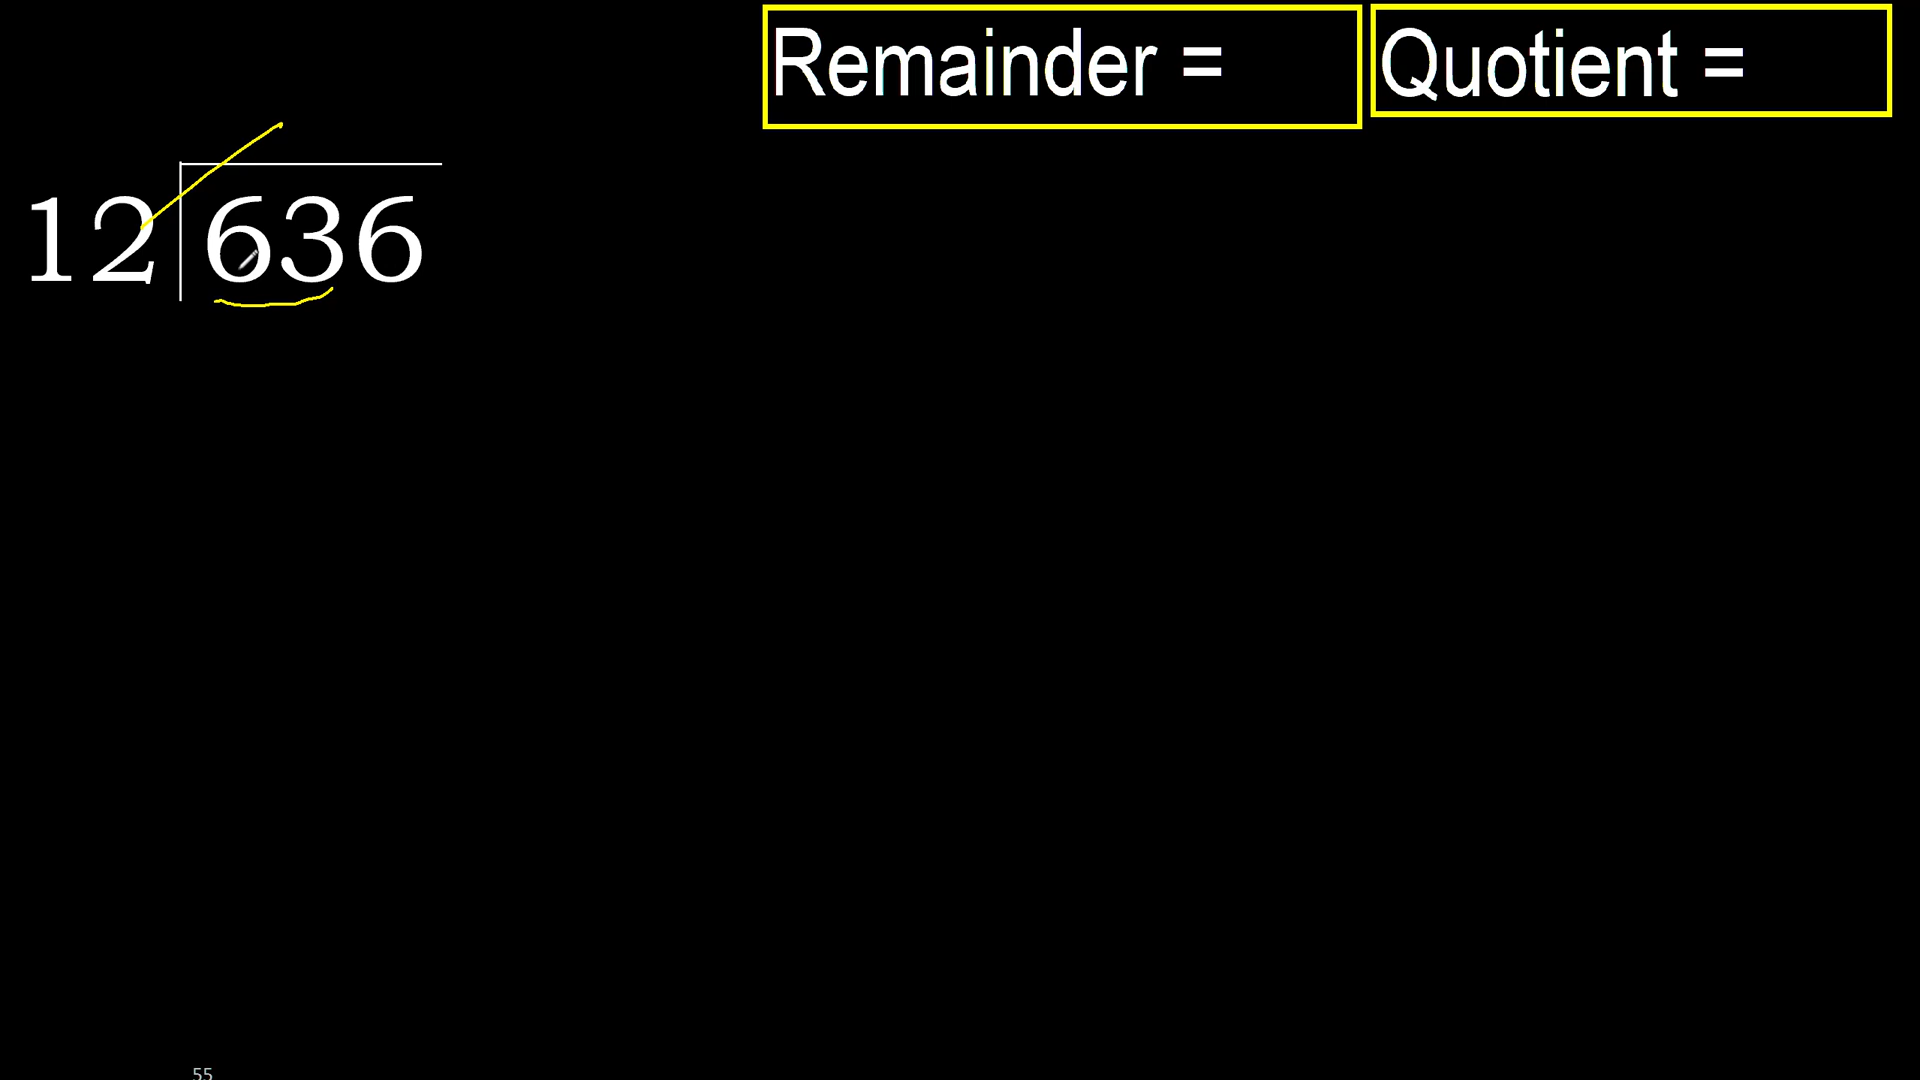 Remainder =
Quotient =
12 636
55